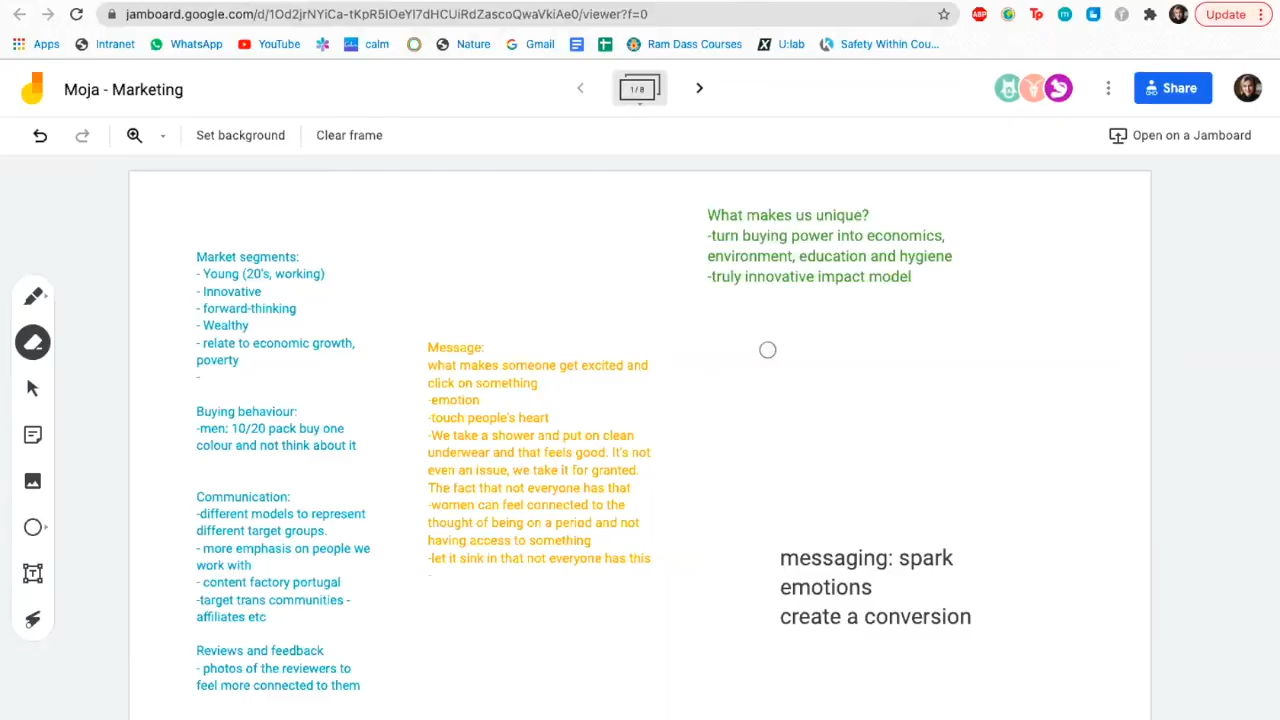 jamboard.google.com/d/1Od2jrNYiCa-tKpR5IOeYl7dHCUiRdZascoQwaVkiAe0/viewer?f=0
ABP
Tp
Update
Apps
Intranet
WhatsApp
YouTube
calm
Nature
Gmail
Ram Dass Courses
U:lab
Safety Within Cou...
Moja - Marketing
1/8
Share
Set background
Clear frame
Open on a Jamboard
Market segments:
- Young (20's, working)
- Innovative
- forward-thinking
- Wealthy
- relate to economic growth,
poverty
-
Buying behaviour:
-men: 10/20 pack buy one
colour and not think about it
Communication:
-different models to represent
different target groups.
- more emphasis on people we
work with
- content factory portugal
-target trans communities -
affiliates etc
Reviews and feedback
- photos of the reviewers to
feel more connected to them
Message:
what makes someone get excited and
click on something
-emotion
-touch people's heart
-We take a shower and put on clean
underwear and that feels good. It's not
even an issue, we take it for granted.
The fact that not everyone has that
-women can feel connected to the
thought of being on a period and not
having access to something
-let it sink in that not everyone has this
-
What makes us unique?
-turn buying power into economics,
environment, education and hygiene
-truly innovative impact model
messaging: spark
emotions
create a conversion